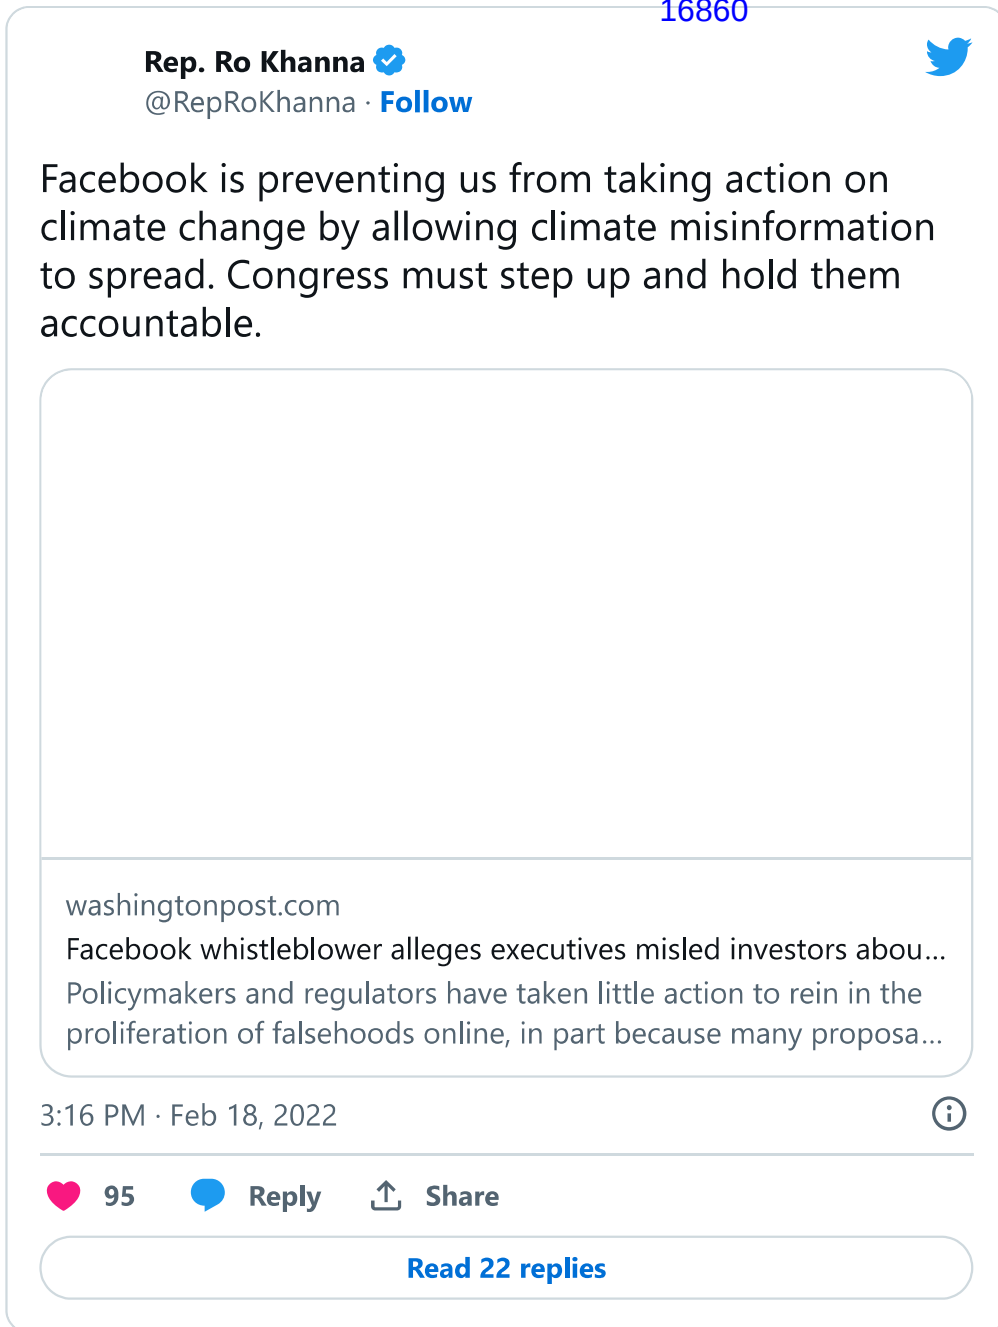 16860
Rep. Ro Khanna
@RepRoKhanna · Follow
Facebook is preventing us from taking action on
climate change by allowing climate misinformation
to spread. Congress must step up and hold them
accountable.
washingtonpost.com
Facebook whistleblower alleges executives misled investors abou...
Policymakers and regulators have taken little action to rein in the
proliferation of falsehoods online, in part because many proposa...
3:16 PM · Feb 18, 2022
95 Reply Share
Read 22 replies